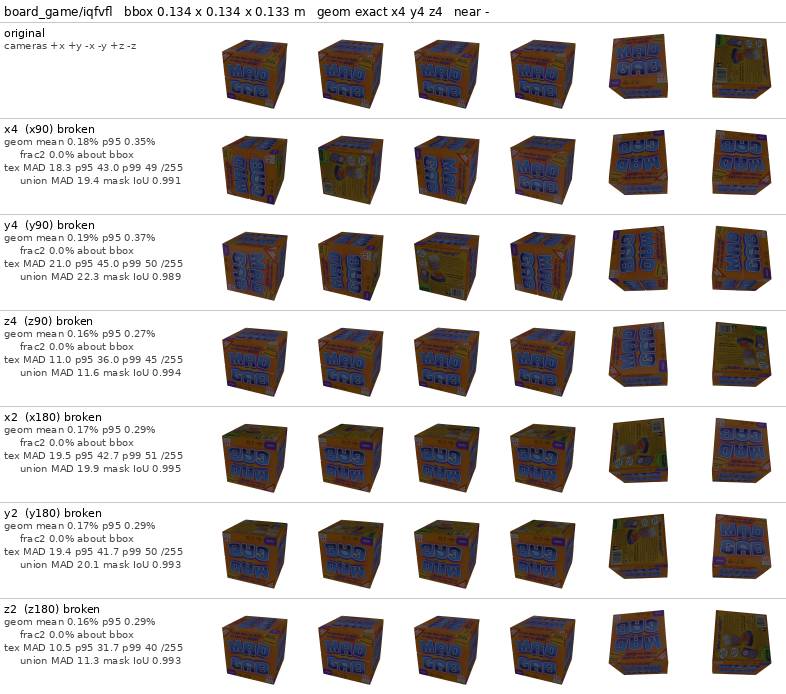 board_game/iqfvfl   bbox 0.134 x 0.134 x 0.133 m   geom exact x4 y4 z4   near -
original
cameras +x +y -x -y +z -z
MAD
GAB
x4  (x90) broken
geom mean 0.18% p95 0.35%
frac2 0.0% about bbox
tex MAD 18.3 p95 43.0 p99 49 /255
union MAD 19.4 mask IoU 0.991
y4  (y90) broken
geom mean 0.19% p95 0.37%
frac2 0.0% about bbox
tex MAD 21.0 p95 45.0 p99 50 /255
union MAD 22.3 mask IoU 0.989
z4  (z90) broken
geom mean 0.16% p95 0.27%
frac2 0.0% about bbox
tex MAD 11.0 p95 36.0 p99 45 /255
union MAD 11.6 mask IoU 0.994
x2  (x180) broken
geom mean 0.17% p95 0.29%
frac2 0.0% about bbox
tex MAD 19.5 p95 42.7 p99 51 /255
union MAD 19.9 mask IoU 0.995
y2  (y180) broken
geom mean 0.17% p95 0.29%
frac2 0.0% about bbox
tex MAD 19.4 p95 41.7 p99 50 /255
union MAD 20.1 mask IoU 0.993
z2  (z180) broken
geom mean 0.16% p95 0.29%
frac2 0.0% about bbox
tex MAD 10.5 p95 31.7 p99 40 /255
union MAD 11.3 mask IoU 0.993